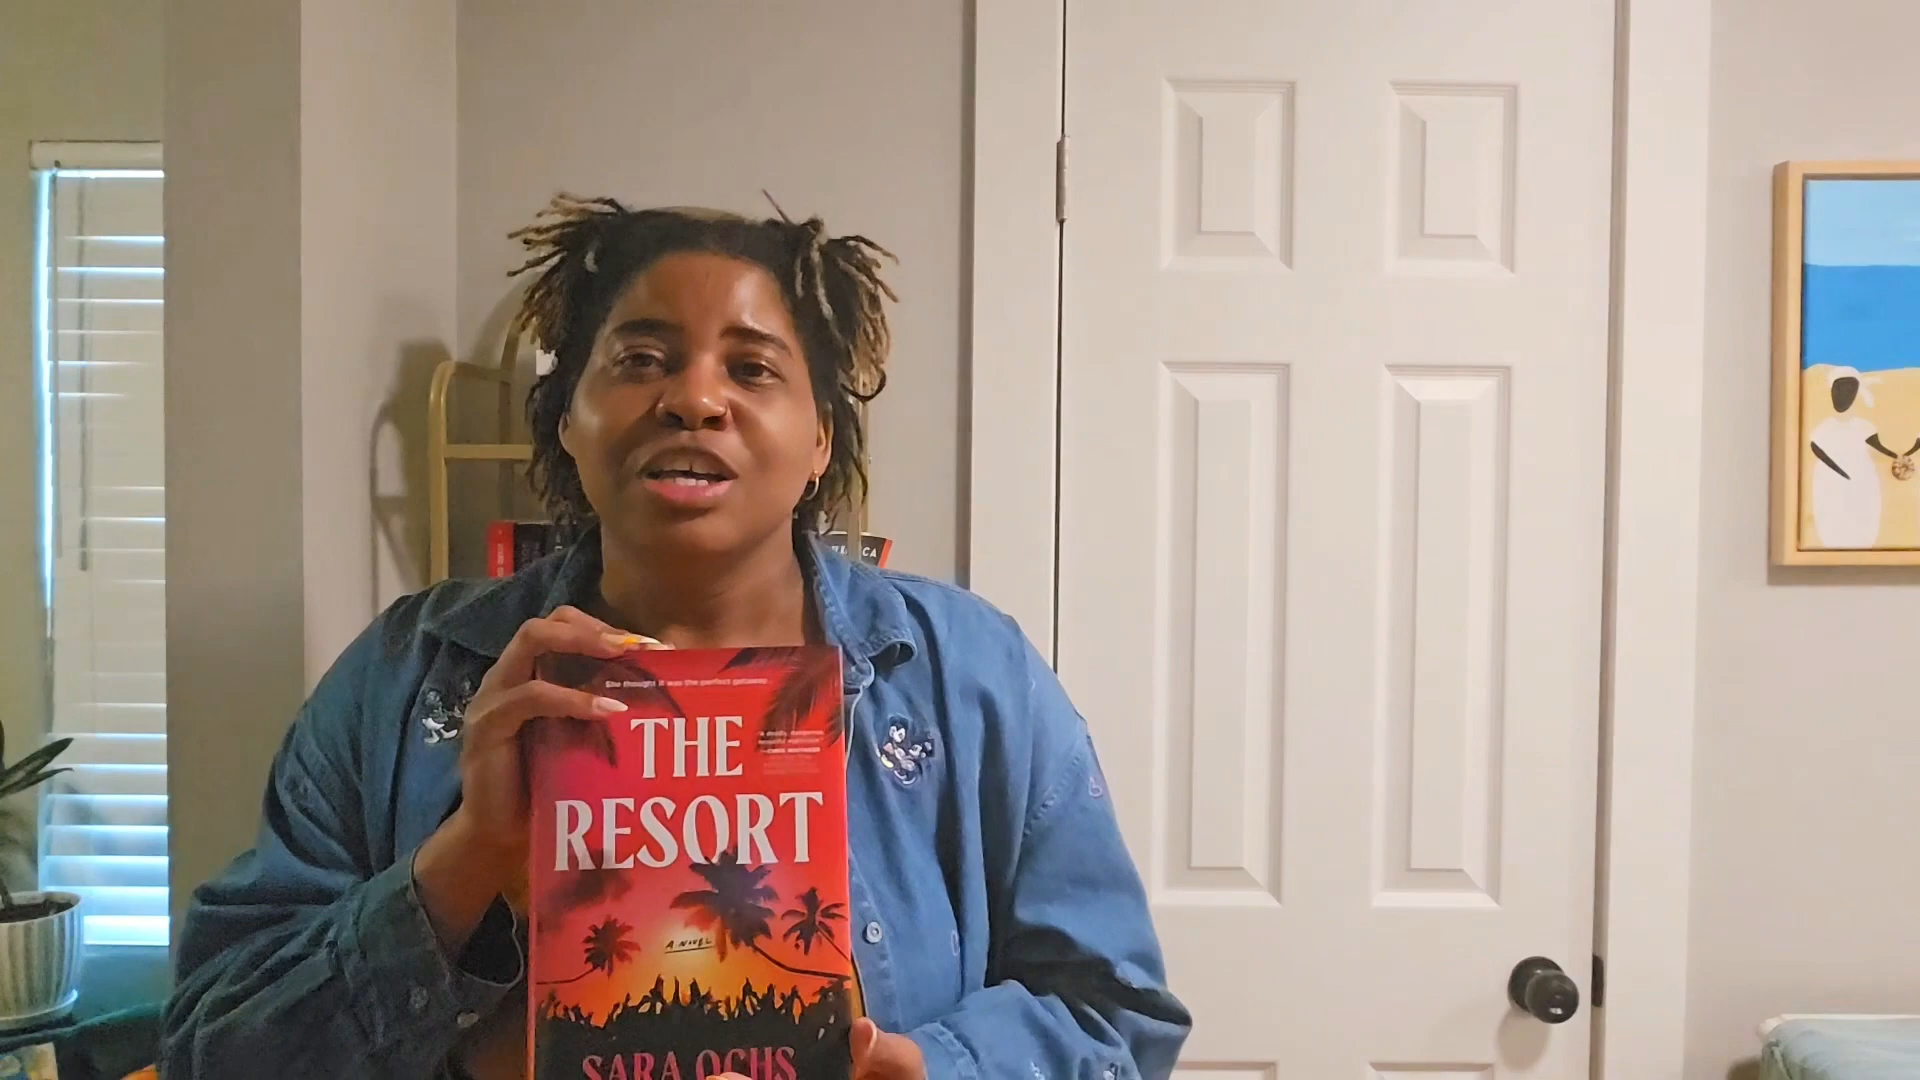 She thought it was the perfect getaway
THE
RESORT
A NOVEL
SARA OCHS